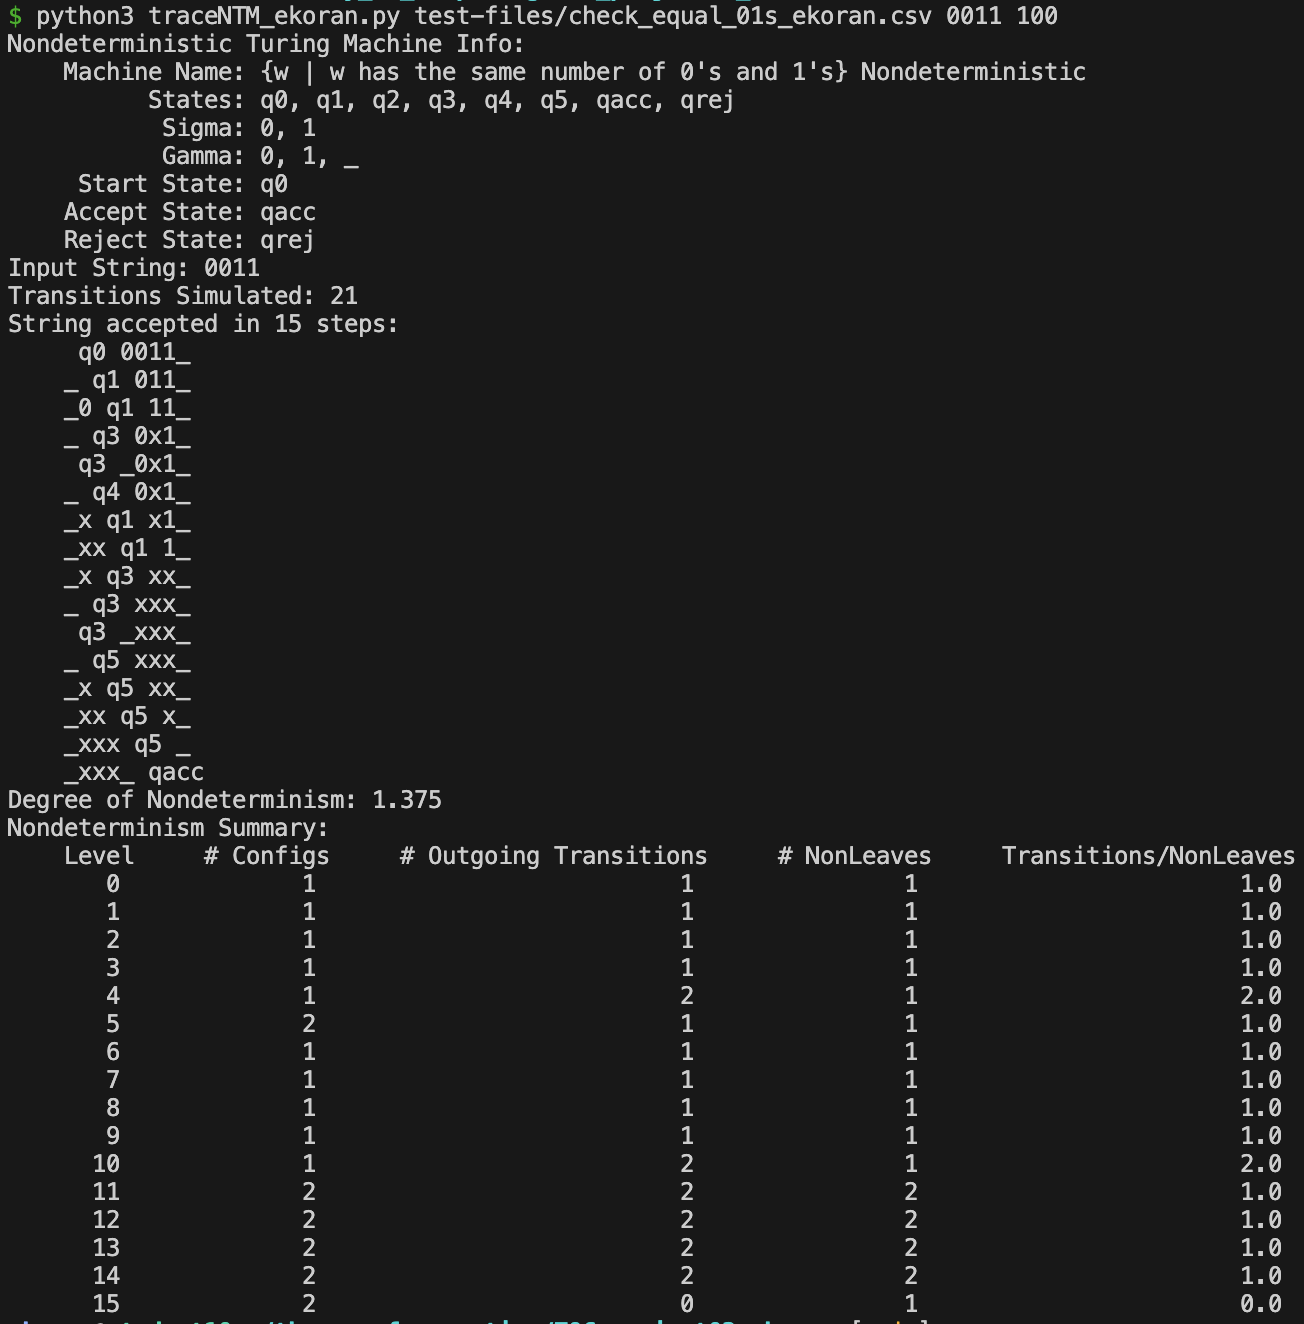 $ python3 traceNTM_ekoran.py test-files/check_equal_01s_ekoran.csv 0011 100
Nondeterministic Turing Machine Info:
    Machine Name: {w | w has the same number of 0's and 1's} Nondeterministic
          States: q0, q1, q2, q3, q4, q5, qacc, qrej
           Sigma: 0, 1
           Gamma: 0, 1, _
     Start State: q0
    Accept State: qacc
    Reject State: qrej
Input String: 0011
Transitions Simulated: 21
String accepted in 15 steps:
     q0 0011_
    _ q1 011_
    _0 q1 11_
    _ q3 0x1_
     q3 _0x1_
    _ q4 0x1_
    _x q1 x1_
    _xx q1 1_
    _x q3 xx_
    _ q3 xxx_
     q3 _xxx_
    _ q5 xxx_
    _x q5 xx_
    _xx q5 x_
    _xxx q5 _
    _xxx_ qacc
Degree of Nondeterminism: 1.375
Nondeterminism Summary:
    Level     # Configs     # Outgoing Transitions     # NonLeaves     Transitions/NonLeaves
       0             1                          1               1                       1.0
       1             1                          1               1                       1.0
       2             1                          1               1                       1.0
       3             1                          1               1                       1.0
       4             1                          2               1                       2.0
       5             2                          1               1                       1.0
       6             1                          1               1                       1.0
       7             1                          1               1                       1.0
       8             1                          1               1                       1.0
       9             1                          1               1                       1.0
      10             1                          2               1                       2.0
      11             2                          2               2                       1.0
      12             2                          2               2                       1.0
      13             2                          2               2                       1.0
      14             2                          2               2                       1.0
      15             2                          0               1                       0.0